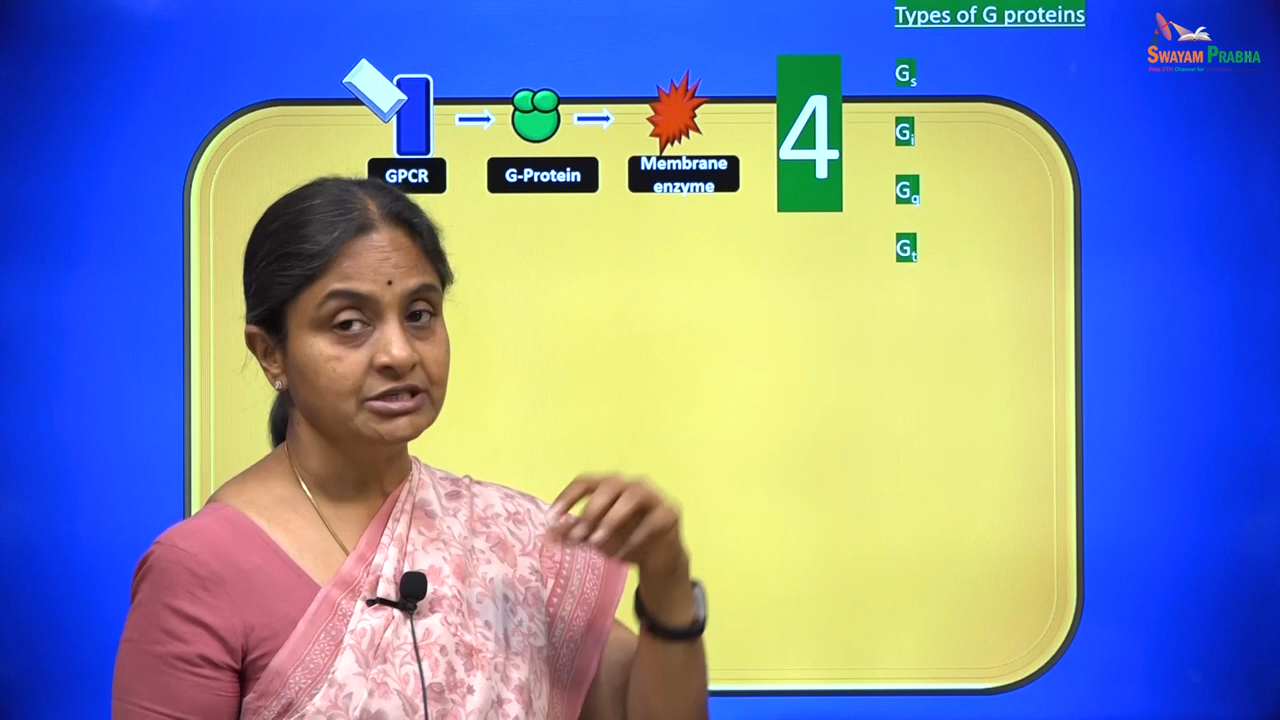 Types of G proteins
SWAYAM PRABHA
Gs
4
Gi
GPCR
G-Protein
Membrane
enzyme
Gq
Gt